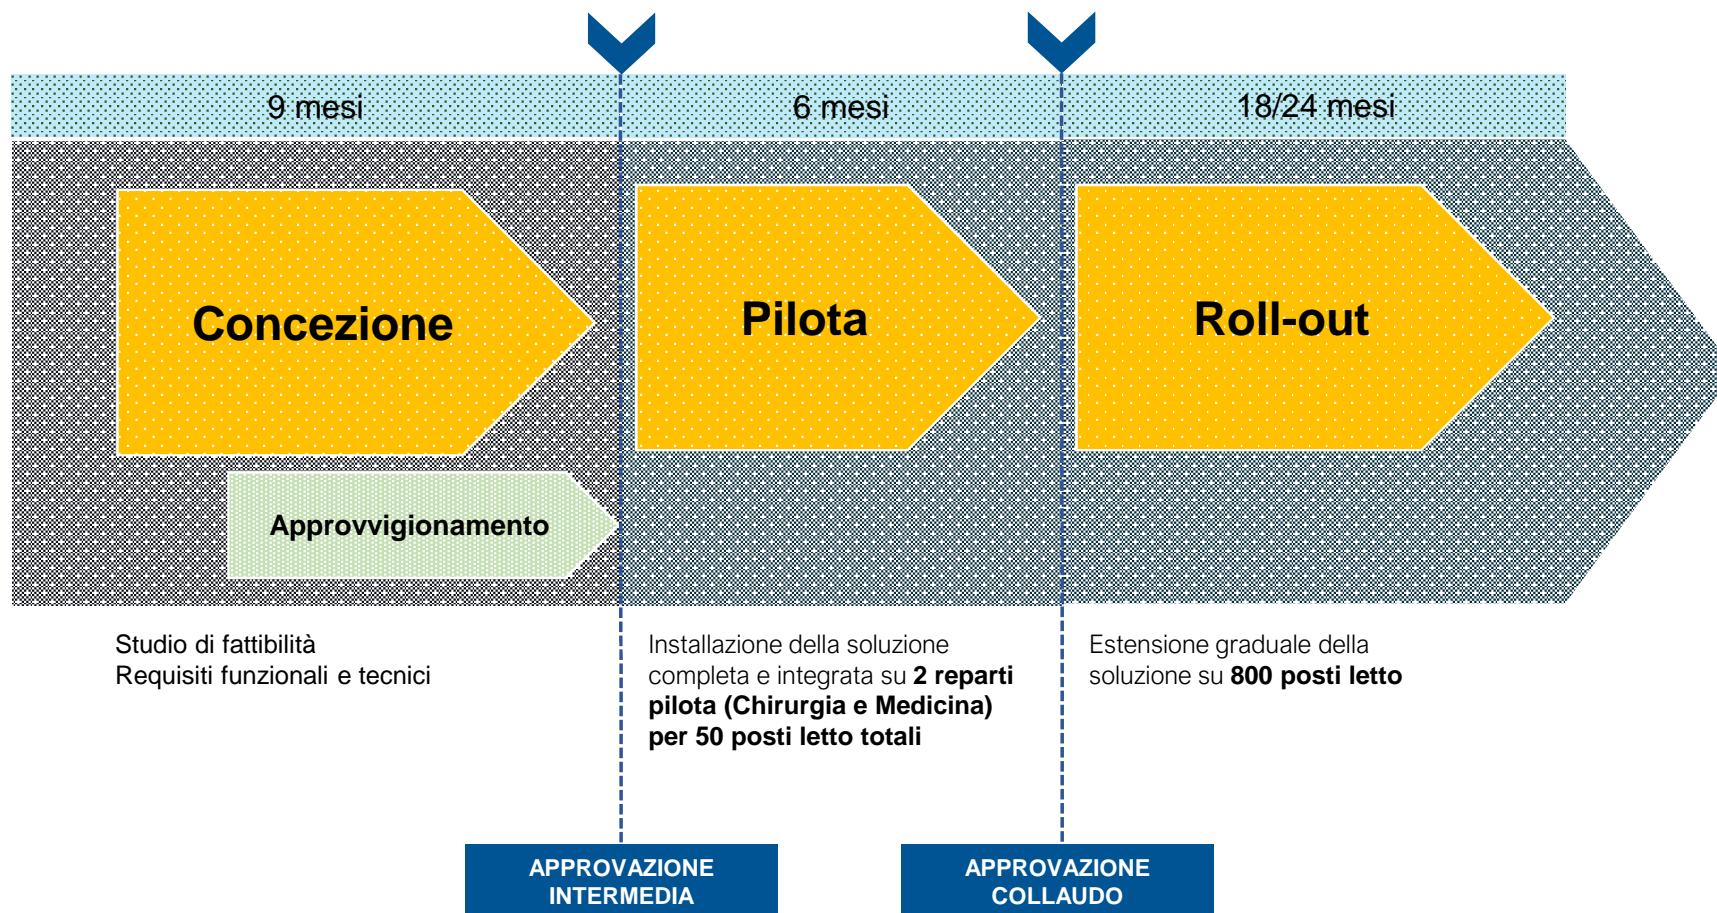 9 mesi
6 mesi
18/24 mesi
Concezione
Pilota
Roll-out
Approvvigionamento
Studio di fattibilità
Requisiti funzionali e tecnici
Installazione della soluzione
completa e integrata su 2 reparti
pilota (Chirurgia e Medicina)
per 50 posti letto totali
Estensione graduale della
soluzione su 800 posti letto
APPROVAZIONE
INTERMEDIA
APPROVAZIONE
COLLAUDO